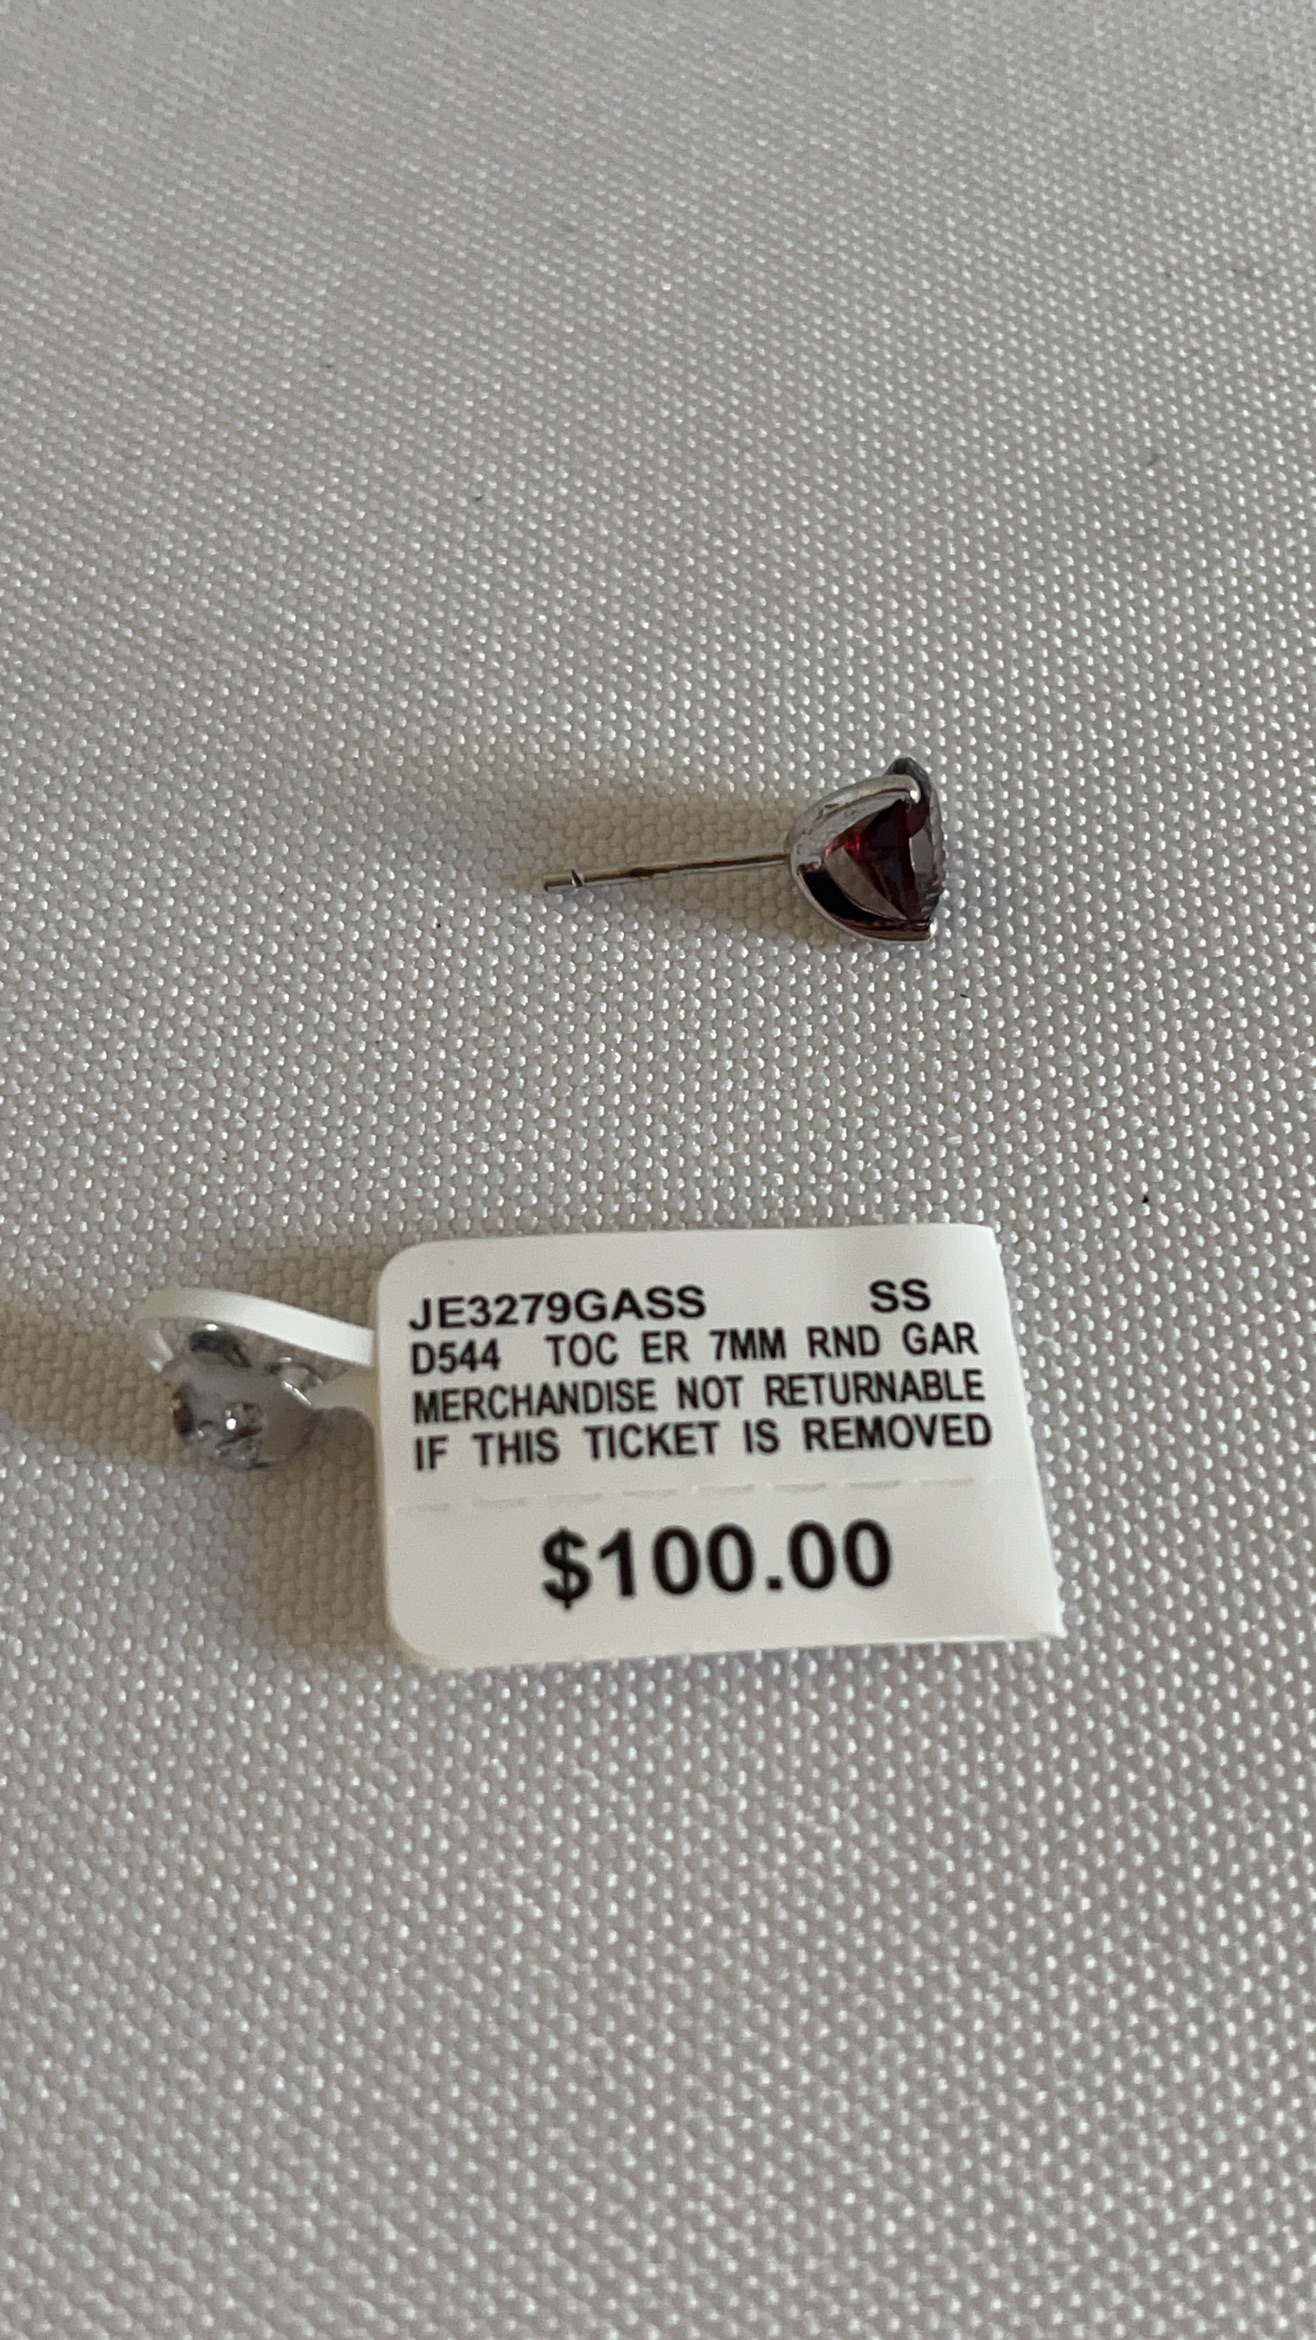 JE3279GASS SS
D544 TOC ER 7MM RND GAR
MERCHANDISE NOT RETURNABLE
IF THIS TICKET IS REMOVED
$100.00